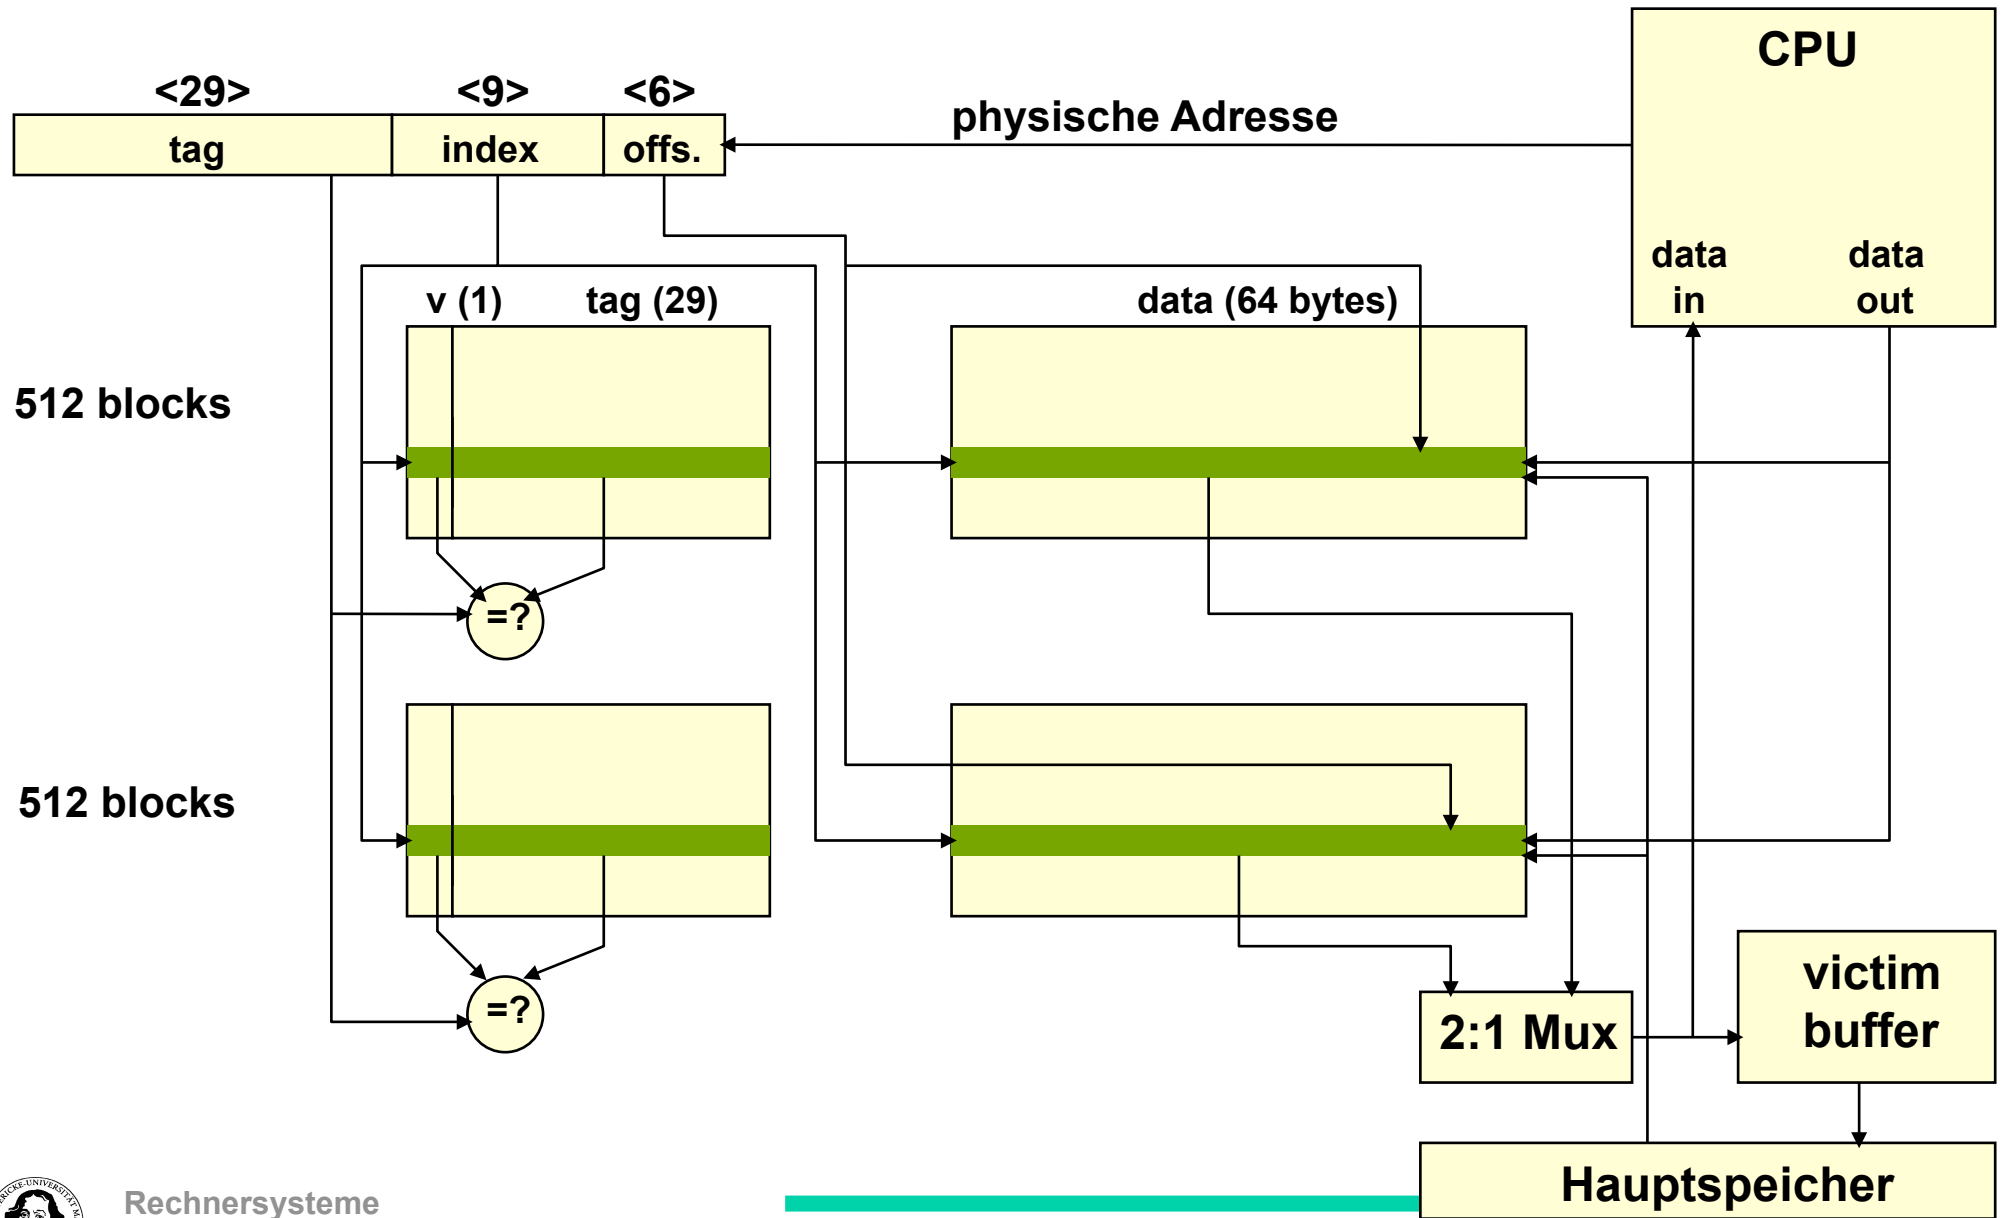 CPU
<29> <9> <6>
physische Adresse
tag index offs.
data data
in out
v (1) tag (29) data (64 bytes)
512 blocks
=?
512 blocks
=?
victim
buffer
2:1 Mux
Hauptspeicher
Rechnersysteme